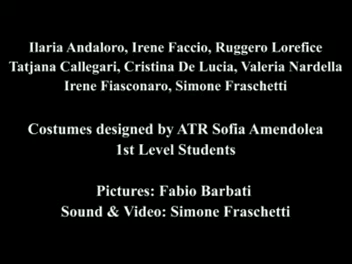 Ilaria Andaloro, Irene Faccio, Ruggero Lorefice
Tatjana Callegari, Cristina De Lucia, Valeria Nardella
Irene Fiasconaro, Simone Fraschetti
Costumes designed by ATR Sofia Amendolea
1st Level Students
Pictures: Fabio Barbati
Sound & Video: Simone Fraschetti